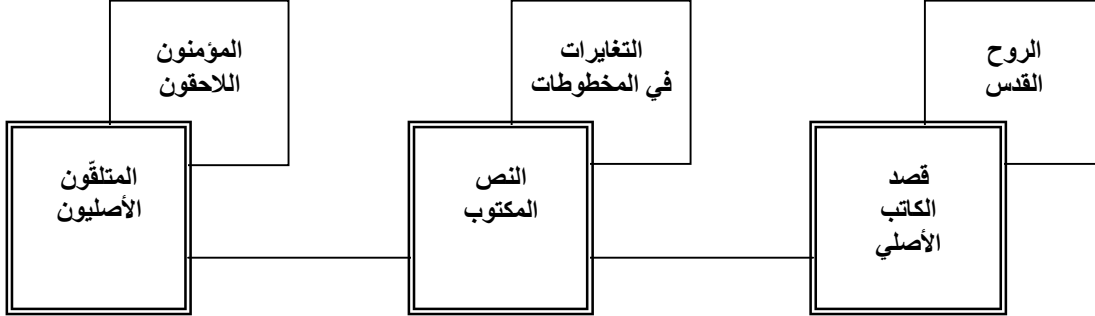 الروح
القدس
التغايرات
في المخطوطات
المؤمنون
اللاحقون
قصد
الكاتب
الأصلي
النص
المكتوب
المتلقّون
الأصليون